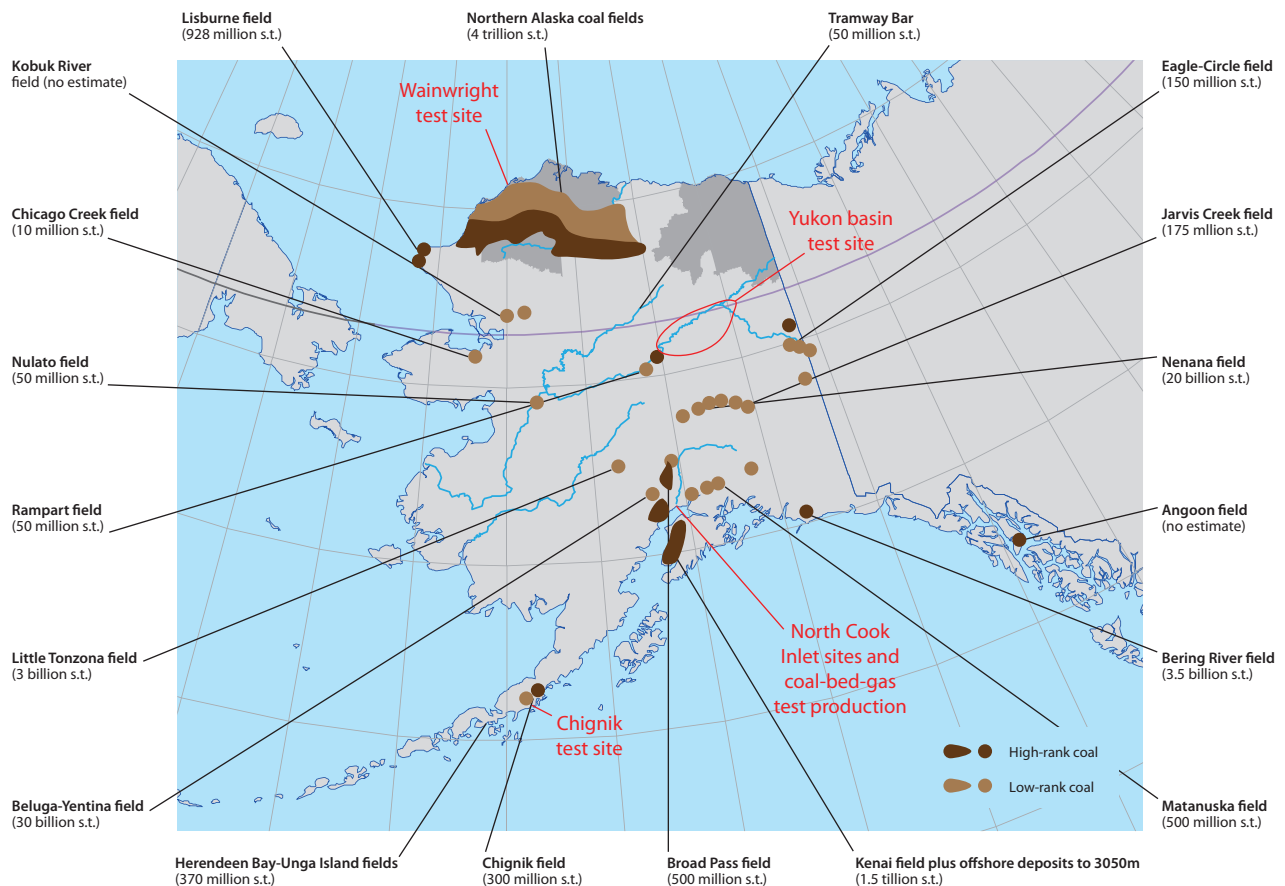 Lisburne field
(928 million s.t.)
Northern Alaska coal fields
(4 trillion s.t.)
Tramway Bar
(50 million s.t.)
Kobuk River
field (no estimate)
Eagle-Circle field
(150 million s.t.)
Wainwright
test site
Chicago Creek field
(10 million s.t.)
Yukon basin
test site
Jarvis Creek field
(175 mllion s.t.)
Nulato field
(50 million s.t.)
Nenana field
(20 billion s.t.)
Rampart field
(50 million s.t.)
Angoon field
(no estimate)
Little Tonzona field
(3 billion s.t.)
North Cook
Inlet sites and
coal-bed-gas
test production
Bering River field
(3.5 billion s.t.)
Chignik
test site
High-rank coal
Low-rank coal
Beluga-Yentina field
(30 billion s.t.)
Matanuska field
(500 million s.t.)
Herendeen Bay-Unga Island fields
(370 million s.t.)
Chignik field
(300 million s.t.)
Broad Pass field
(500 million s.t.)
Kenai field plus offshore deposits to 3050m
(1.5 tillion s.t.)